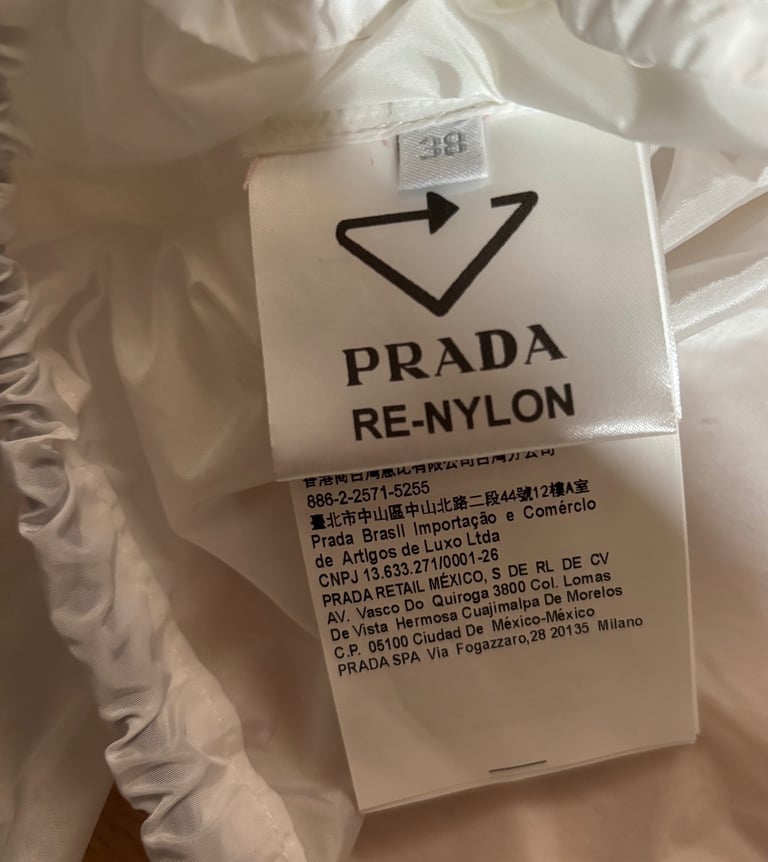 38
PRADA
RE-NYLON
886-2-2571-5255
臺北市中山區中山北路二段44號12樓A室
Prada Brasil Importação e Comércio
de Artigos de Luxo Ltda
CNPJ 13.633.271/0001-26
PRADA RETAIL MÉXICO, S DE RL DE CV
AV. Vasco Do Quiroga 3800 Col. Lomas
De Vista Hermosa Cuajimalpa De Morelos
C.P. 05100 Ciudad De México-México
PRADA SPA Via Fogazzaro,28 20135 Milano